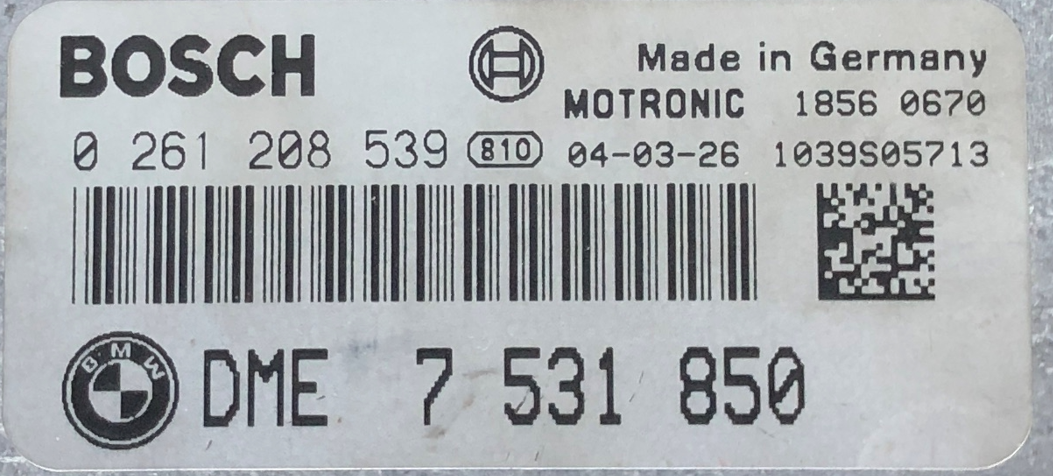 BOSCH
Made in Germany
MOTRONIC 1856 0670
0 261 208 539 810 04-03-26 1039S05713
BMW DME 7 531 850